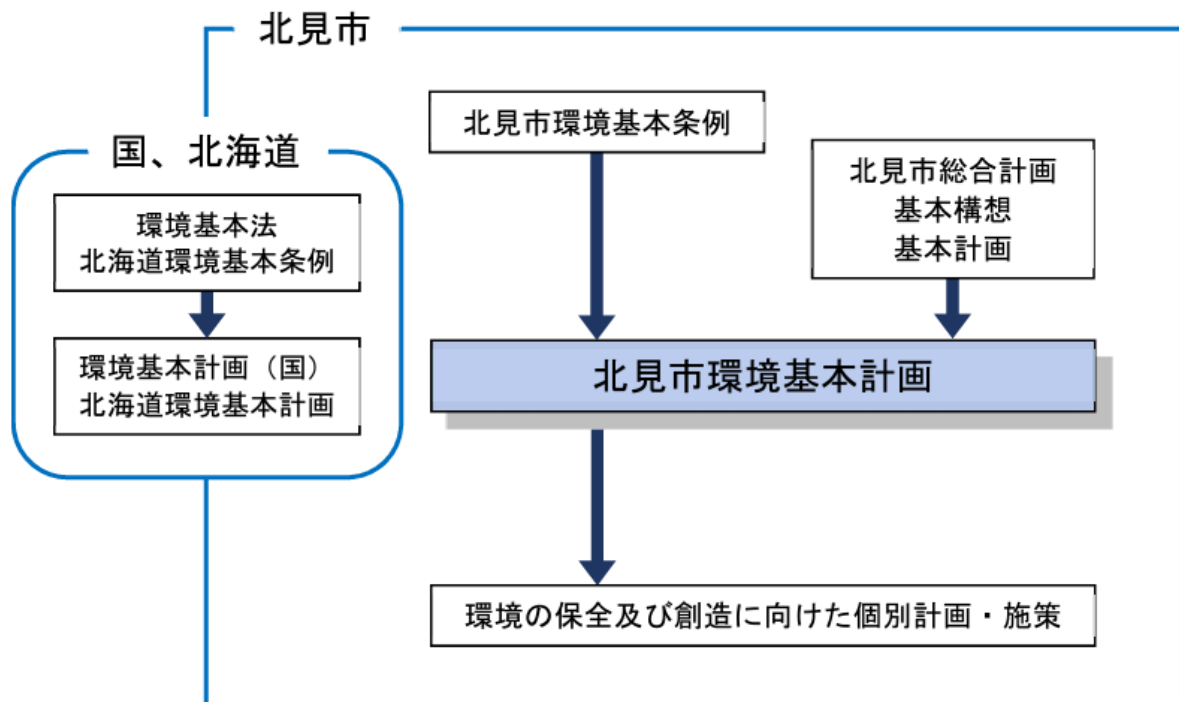 北見市
国、北海道
環境基本法
北海道環境基本条例
環境基本計画（国）
北海道環境基本計画
北見市環境基本条例
北見市総合計画
基本構想
基本計画
北見市環境基本計画
環境の保全及び創造に向けた個別計画・施策